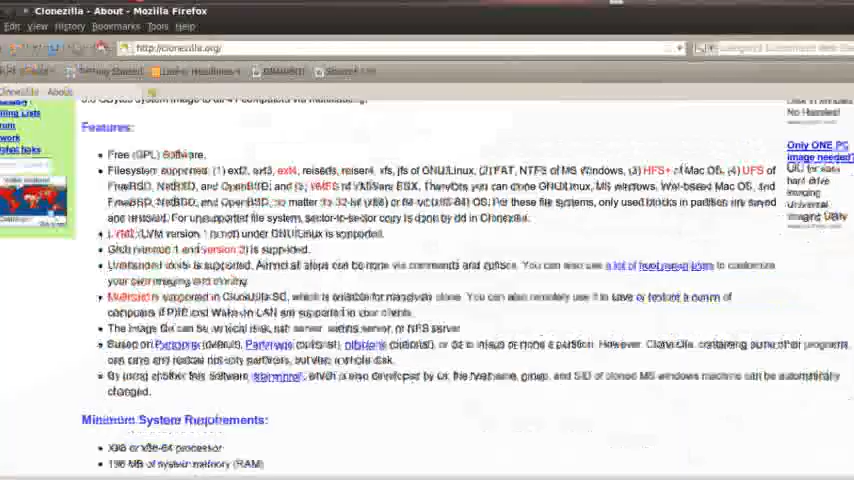 Clonezilla - About - Mozilla Firefox
Edit View History Bookmarks Tools Help
http://clonezilla.org/
Getting Started Latest Headlines
Clonezilla - About
ling Lists
rum
work
Features:
Only ONE PC
image needed?
Free (GPL) Software.
Filesystem supported: (1) ext2, ext3, ext4, reiserfs, reiser4, xfs, jfs of GNU/Linux, (2) FAT, NTFS of MS Windows, (3) HFS+ of Mac OS, (4) UFS of
FreeBSD, NetBSD, and OpenBSD, and (5) VMFS of VMWare ESX. Therefore you can clone GNU/Linux, MS windows, Intel-based Mac OS, and
FreeBSD, NetBSD, and OpenBSD, no matter it's 32-bit (x86) or 64-bit (x86-64) OS. For these file systems, only used blocks in partition are saved
and restored. For unsupported file system, sector-to-sector copy is done by dd in Clonezilla.
LVM2 (LVM version 1 is not) under GNU/Linux is supported.
Grub (version 1 and version 2) is supported.
is supported. Almost all steps can be done via commands and options. You can also use a lot of to customize
your own imaging and cloning.
Multicast is supported in Clonezilla SE, which is suitable for massively clone. You can also remotely use it to save or restore a bunch of
computers if PXE and Wake-on-LAN are supported in your clients.
The image file can be on local disk, ssh server, samba server, or NFS server
Based on Partclone (default), Partimage (optional), ntfsclone (optional), or dd to image or clone a partition. However, Clonezilla, containing some other programs,
can save and restore not only partitions, but also a whole disk.
By using another free software which is also developed by us, the hostname, group, and SID of cloned MS windows machine can be automatically
changed.
Minimum System Requirements:
X86 or x86-64 processor
196 MB of system memory (RAM)